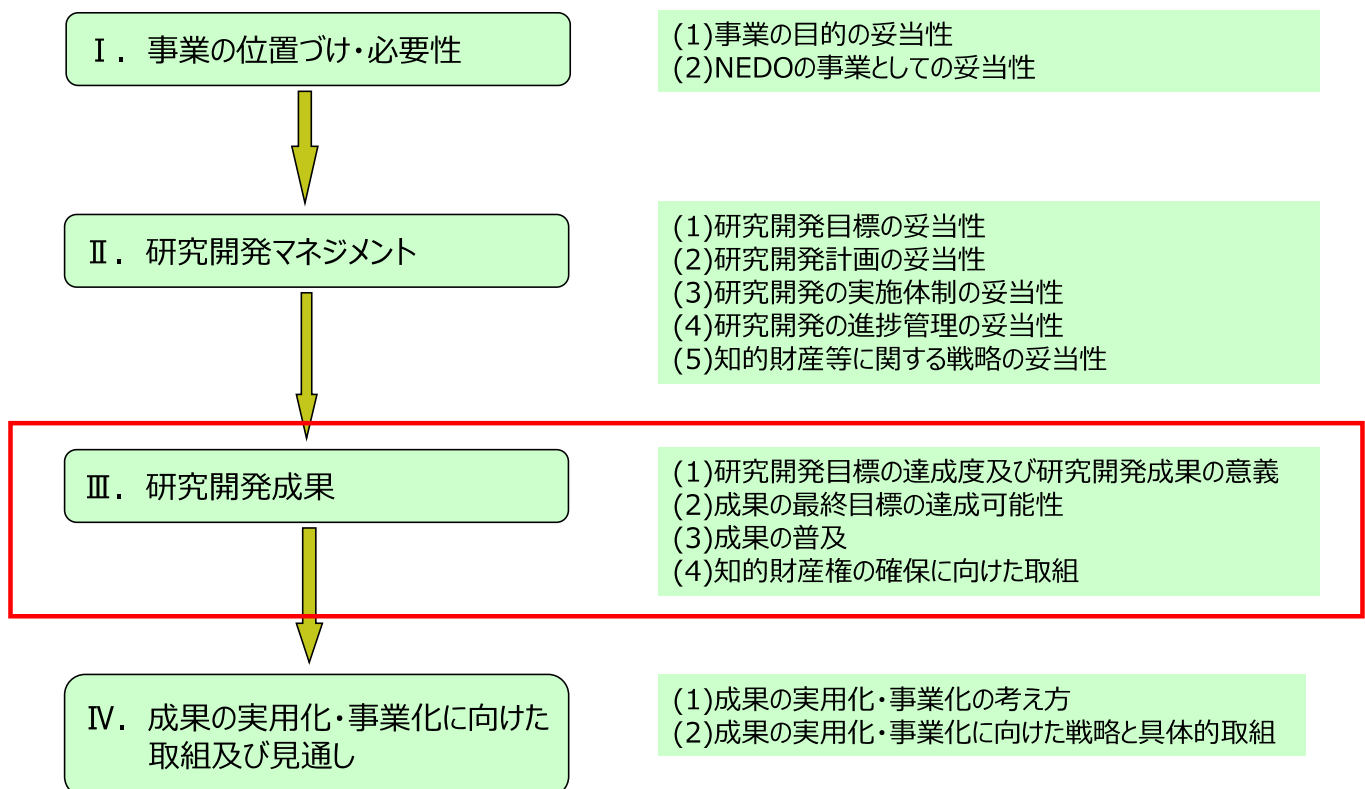 Ⅰ. 事業の位置づけ・必要性
(1)事業の目的の妥当性
(2)NEDOの事業としての妥当性
Ⅱ. 研究開発マネジメント
(1)研究開発目標の妥当性
(2)研究開発計画の妥当性
(3)研究開発の実施体制の妥当性
(4)研究開発の進捗管理の妥当性
(5)知的財産等に関する戦略の妥当性
Ⅲ. 研究開発成果
(1)研究開発目標の達成度及び研究開発成果の意義
(2)成果の最終目標の達成可能性
(3)成果の普及
(4)知的財産権の確保に向けた取組
Ⅳ. 成果の実用化・事業化に向けた
取組及び見通し
(1)成果の実用化・事業化の考え方
(2)成果の実用化・事業化に向けた戦略と具体的取組